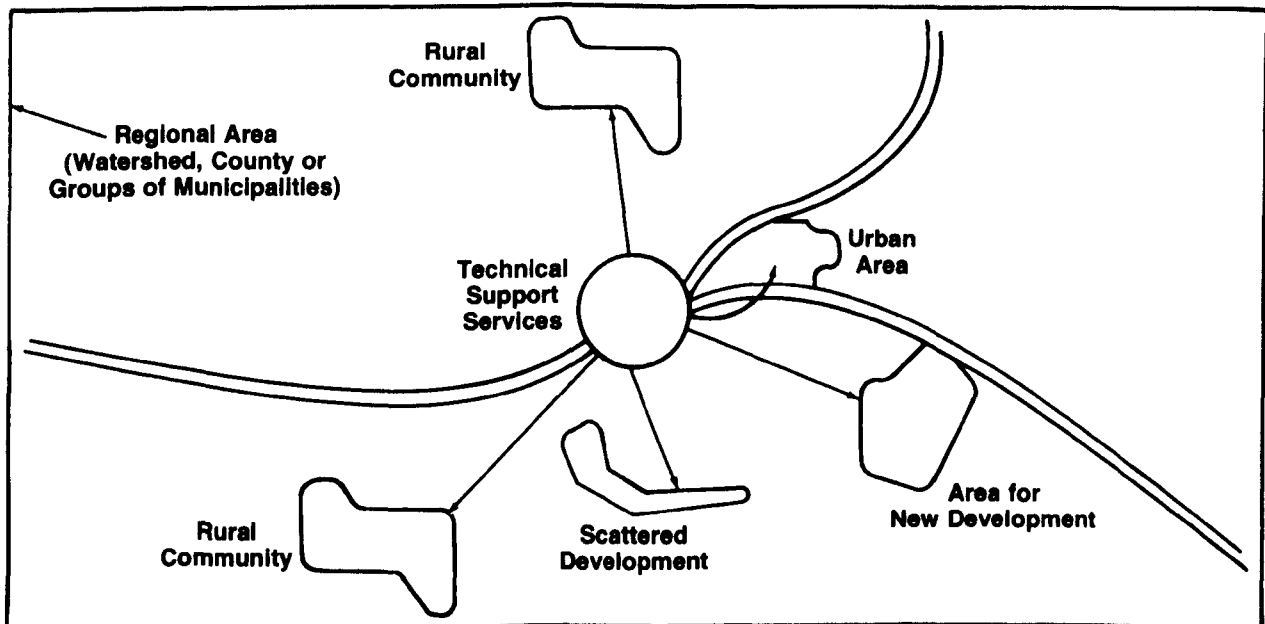 Rural
Community
Regional Area
(Watershed, County or
Groups of Municipalities)
Technical
Support
Services
Urban
Area
Area for
New Development
Scattered
Development
Rural
Community